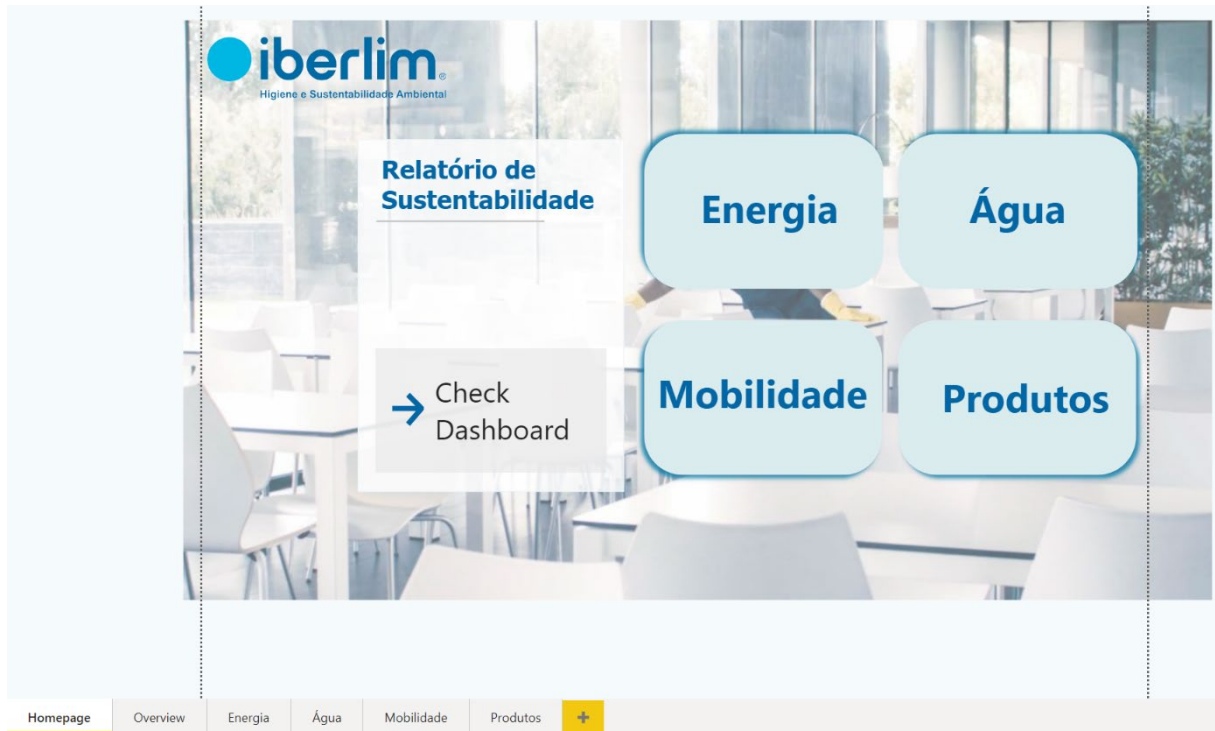 iberlim®
Higiene e Sustentabilidade Ambiental
Relatório de
Sustentabilidade
Check
Dashboard
Energia
Água
Mobilidade
Produtos
Homepage Overview Energia Água Mobilidade Produtos +